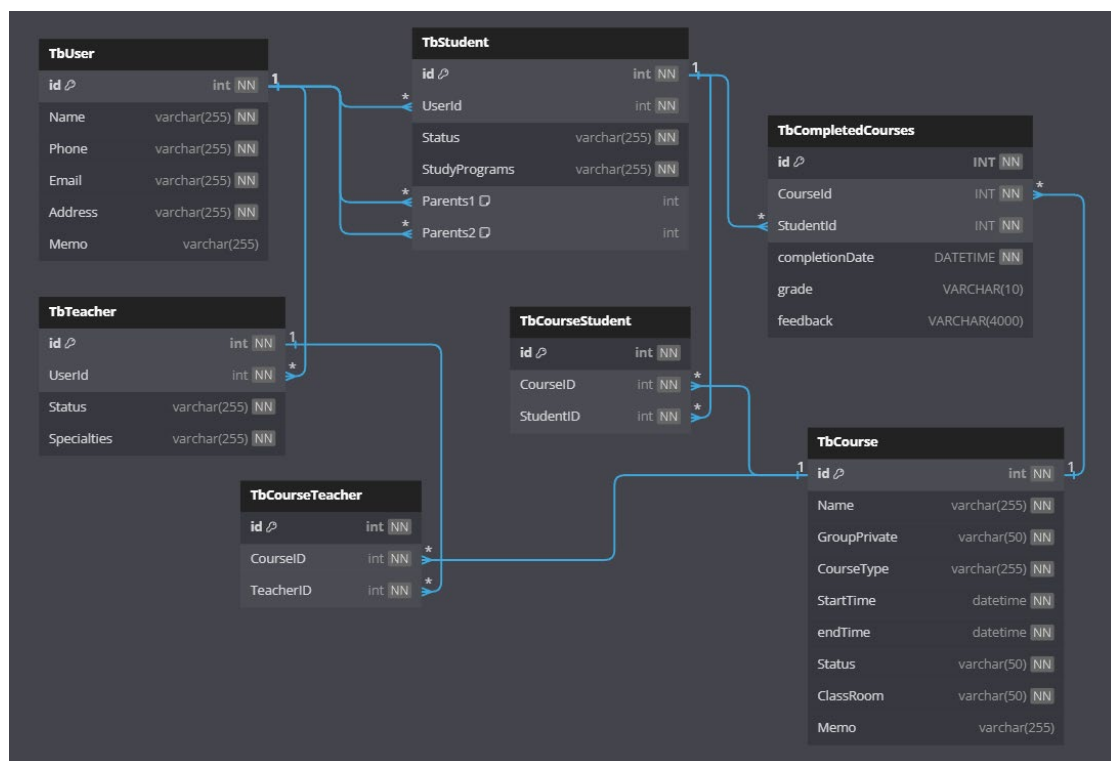 TbUser
id int NN
Name varchar(255) NN
Phone varchar(255) NN
Email varchar(255) NN
Address varchar(255) NN
Memo varchar(255)
1
TbStudent
id int NN
* UserId int NN
Status varchar(255) NN
StudyPrograms varchar(255) NN
* Parents1 int
* Parents2 int
1
TbCompletedCourses
id INT NN
CourseId INT NN *
* StudentId INT NN
completionDate DATETIME NN
grade VARCHAR(10)
feedback VARCHAR(4000)
TbTeacher
id int NN 1
UserId int NN *
Status varchar(255) NN
Specialties varchar(255) NN
TbCourseStudent
id int NN
CourseID int NN *
StudentID int NN *
TbCourseTeacher
id int NN
CourseID int NN *
TeacherID int NN *
TbCourse
1 id int NN 1
Name varchar(255) NN
GroupPrivate varchar(50) NN
CourseType varchar(255) NN
StartTime datetime NN
endTime datetime NN
Status varchar(50) NN
ClassRoom varchar(50) NN
Memo varchar(255)